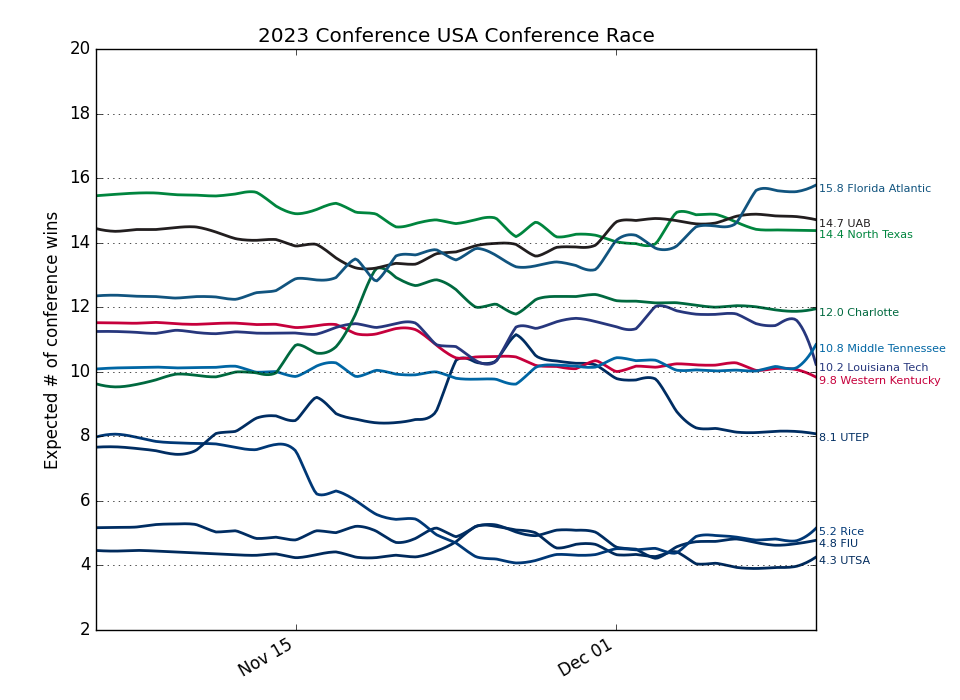 2023 Conference USA Conference Race
Expected # of conference wins
20
18
16
14
12
10
8
6
4
2
Nov 15
Dec 01
15.8 Florida Atlantic
14.7 UAB
14.4 North Texas
12.0 Charlotte
10.8 Middle Tennessee
10.2 Louisiana Tech
9.8 Western Kentucky
8.1 UTEP
5.2 Rice
4.8 FIU
4.3 UTSA